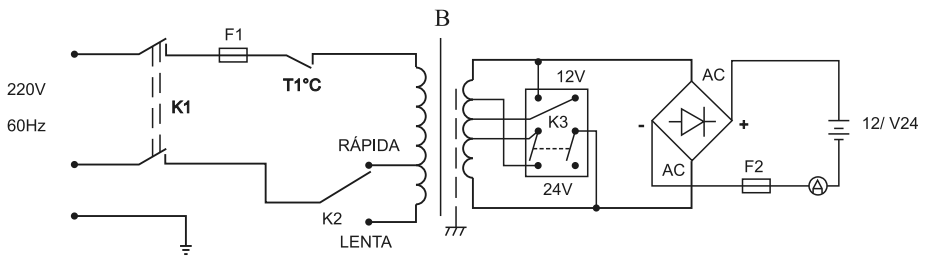 B
F1
T1°C
220V
60Hz
K1
RÁPIDA
K2
LENTA
12V
K3
24V
AC
-
+
AC
F2
A
12/ V24